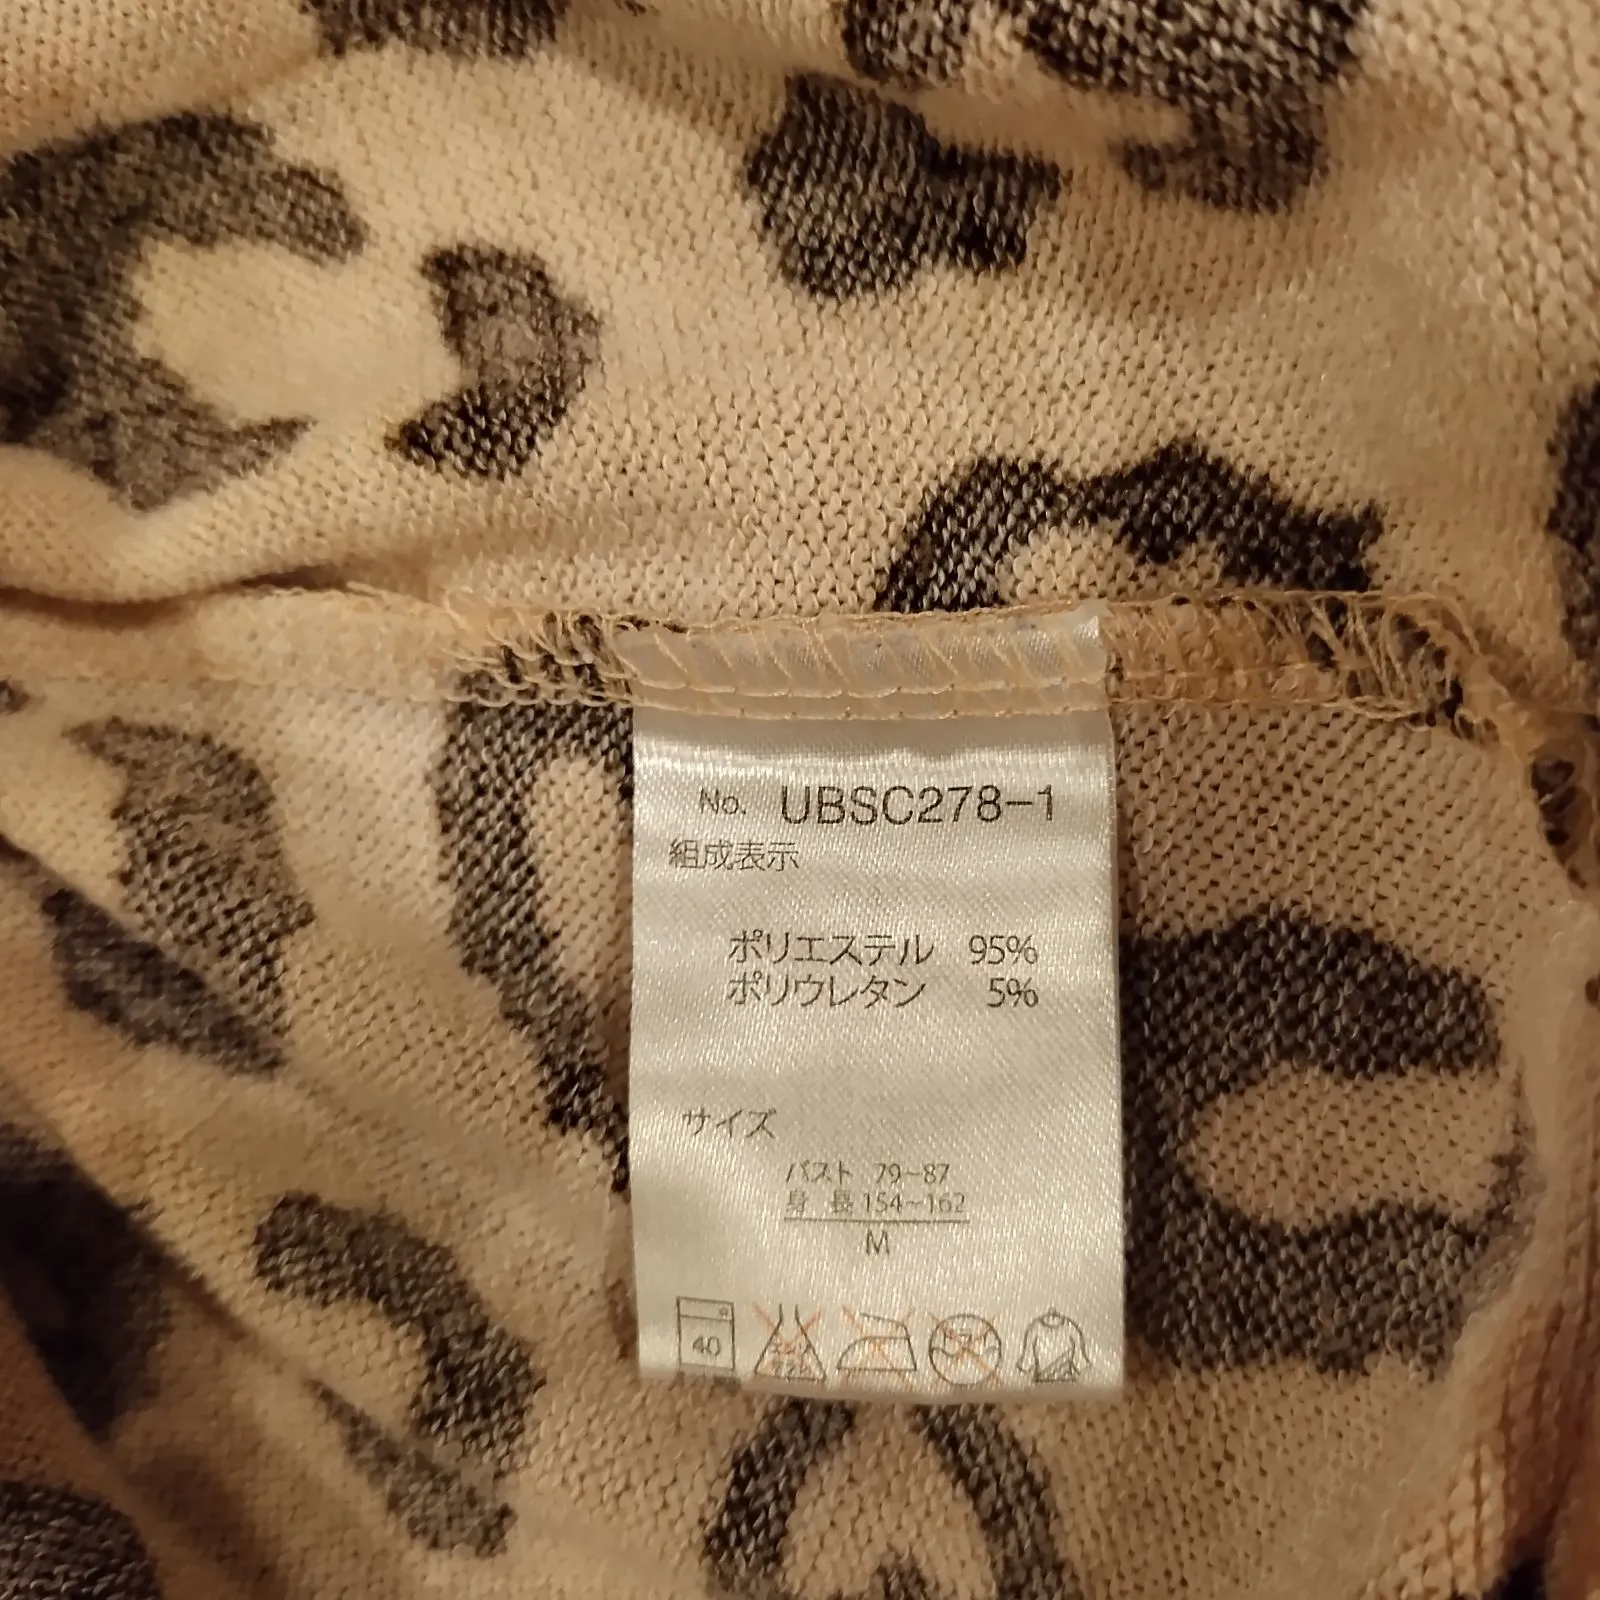 No. UBSC278-1
組成表示
ポリエステル 95%
ポリウレタン 5%
サイズ
バスト 79~87
身 長 154~162
M
40